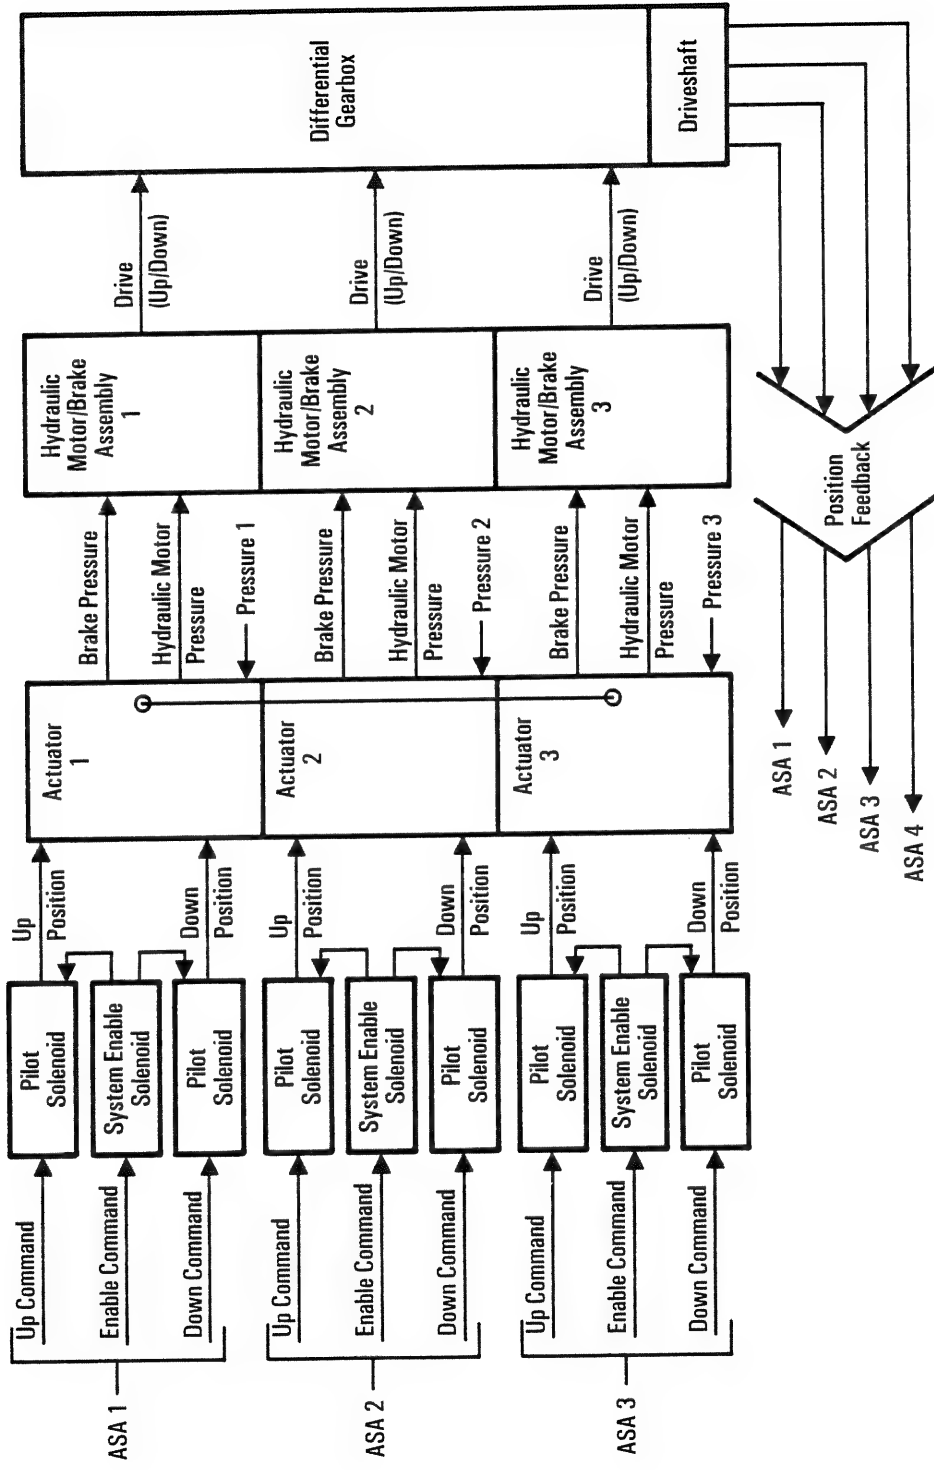 ASA 1
Up Command
Enable Command
Down Command
Pilot
Solenoid
System Enable
Solenoid
Pilot
Solenoid
Up
Position
Down
Position
Actuator
1
Brake Pressure
Hydraulic Motor
Pressure
Pressure 1
Hydraulic
Motor/Brake
Assembly
1
Drive
(Up/Down)
ASA 2
Up Command
Enable Command
Down Command
Pilot
Solenoid
System Enable
Solenoid
Pilot
Solenoid
Up
Position
Down
Position
Actuator
2
Brake Pressure
Hydraulic Motor
Pressure
Pressure 2
Hydraulic
Motor/Brake
Assembly
2
Drive
(Up/Down)
ASA 3
Up Command
Enable Command
Down Command
Pilot
Solenoid
System Enable
Solenoid
Pilot
Solenoid
Up
Position
Down
Position
Actuator
3
Brake Pressure
Hydraulic Motor
Pressure
Pressure 3
Hydraulic
Motor/Brake
Assembly
3
Drive
(Up/Down)
Differential
Gearbox
Driveshaft
Position
Feedback
ASA 1
ASA 2
ASA 3
ASA 4